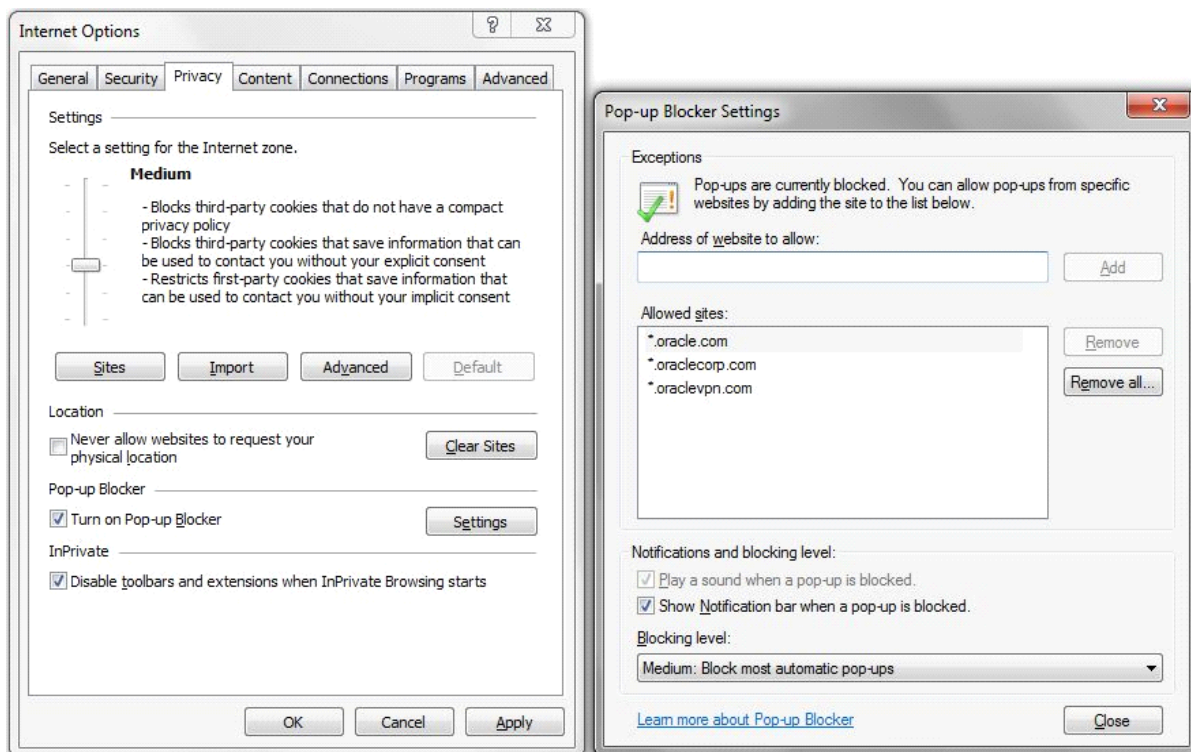 Internet Options
General Security Privacy Content Connections Programs Advanced
Settings
Select a setting for the Internet zone.
Medium
- Blocks third-party cookies that do not have a compact
privacy policy
- Blocks third-party cookies that save information that can
be used to contact you without your explicit consent
- Restricts first-party cookies that save information that
can be used to contact you without your implicit consent
Sites Import Advanced Default
Location
Never allow websites to request your
physical location
Clear Sites
Pop-up Blocker
Turn on Pop-up Blocker
Settings
InPrivate
Disable toolbars and extensions when InPrivate Browsing starts
OK Cancel Apply
Pop-up Blocker Settings
Exceptions
Pop-ups are currently blocked. You can allow pop-ups from specific
websites by adding the site to the list below.
Address of website to allow:
Add
Allowed sites:
*.oracle.com
*.oraclecorp.com
*.oraclevpn.com
Remove
Remove all...
Notifications and blocking level:
Play a sound when a pop-up is blocked.
Show Notification bar when a pop-up is blocked.
Blocking level:
Medium: Block most automatic pop-ups
Learn more about Pop-up Blocker
Close